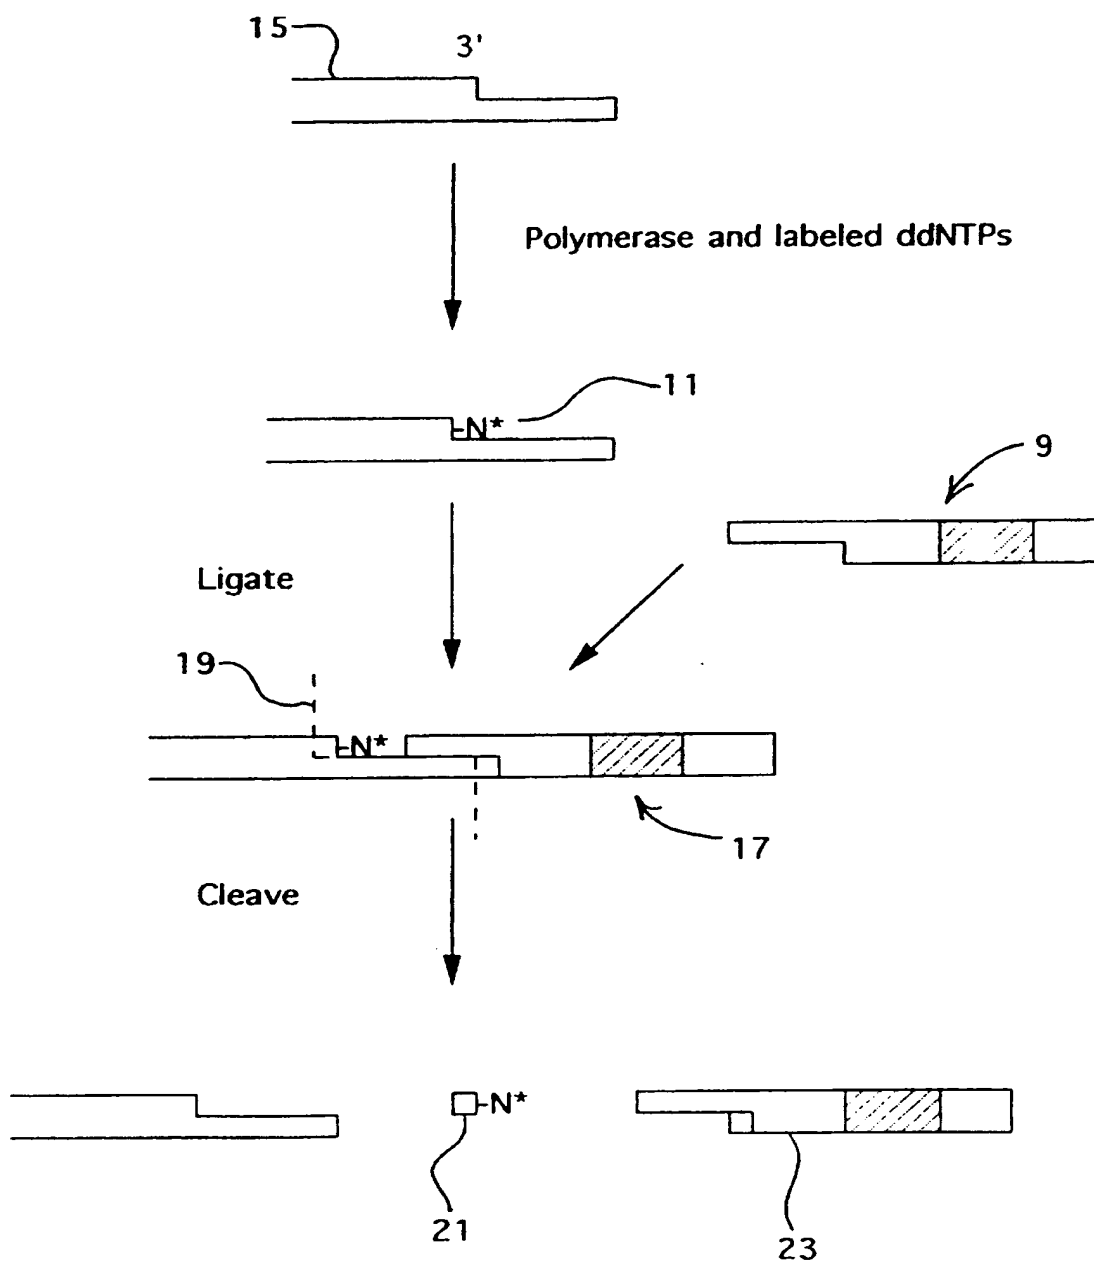 15
3'
Polymerase and labeled ddNTPs
-N*
11
9
Ligate
19
-N*
17
Cleave
-N*
21
23